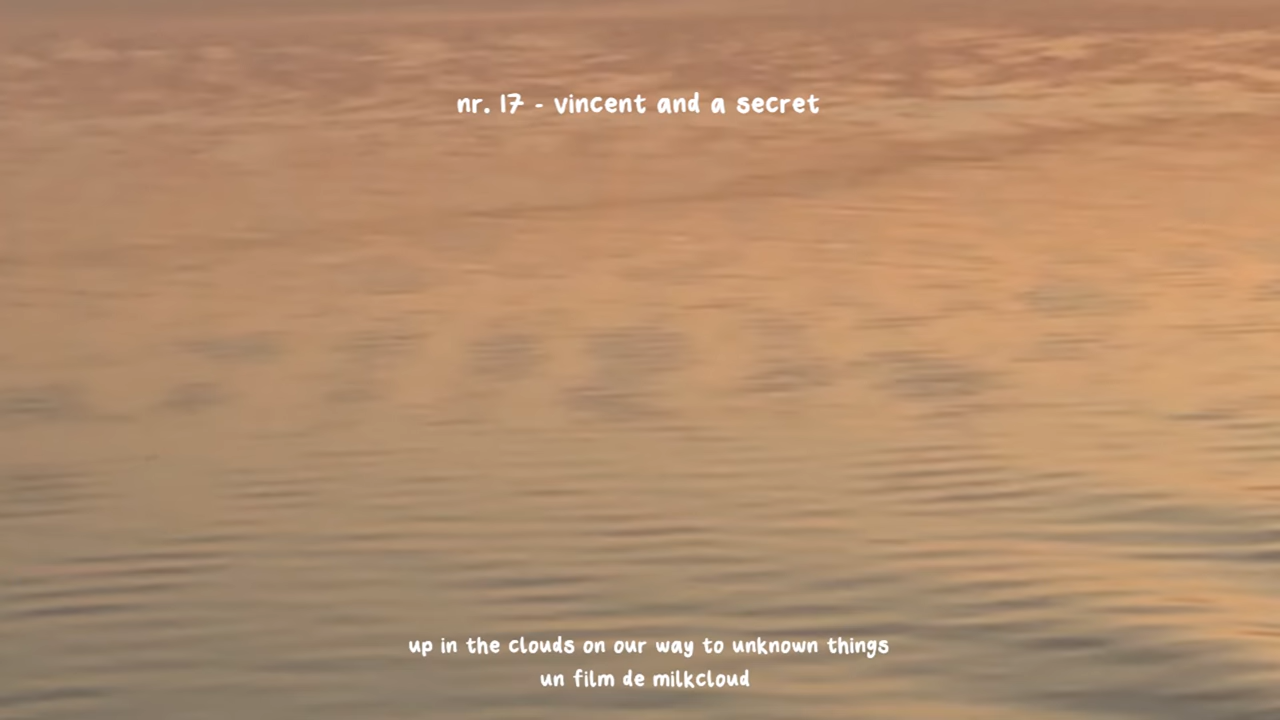 nr. 17 - vincent and a secret
up in the clouds on our way to unknown things
un film de milkcloud